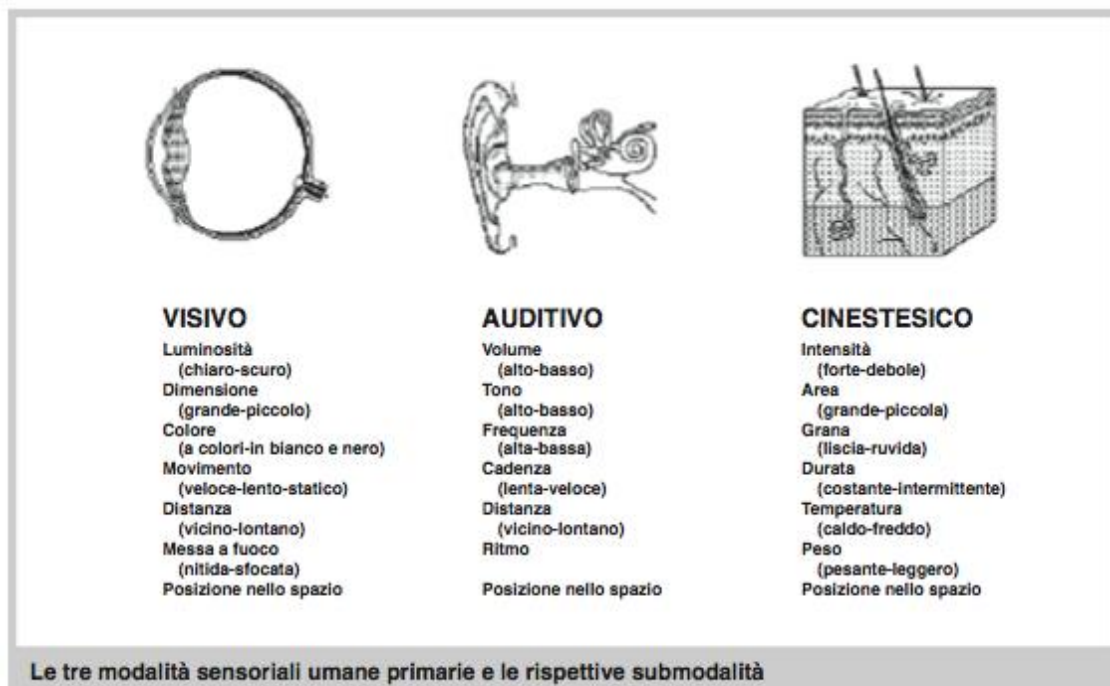 VISIVO
Luminosità
(chiaro-scuro)
Dimensione
(grande-piccolo)
Colore
(a colori-in bianco e nero)
Movimento
(veloce-lento-statico)
Distanza
(vicino-lontano)
Messa a fuoco
(nitida-sfocata)
Posizione nello spazio
AUDITIVO
Volume
(alto-basso)
Tono
(alto-basso)
Frequenza
(alta-bassa)
Cadenza
(lenta-veloce)
Distanza
(vicino-lontano)
Ritmo
Posizione nello spazio
CINESTESICO
Intensità
(forte-debole)
Area
(grande-piccola)
Grana
(liscia-ruvida)
Durata
(costante-intermittente)
Temperatura
(caldo-freddo)
Peso
(pesante-leggero)
Posizione nello spazio
Le tre modalità sensoriali umane primarie e le rispettive submodalità